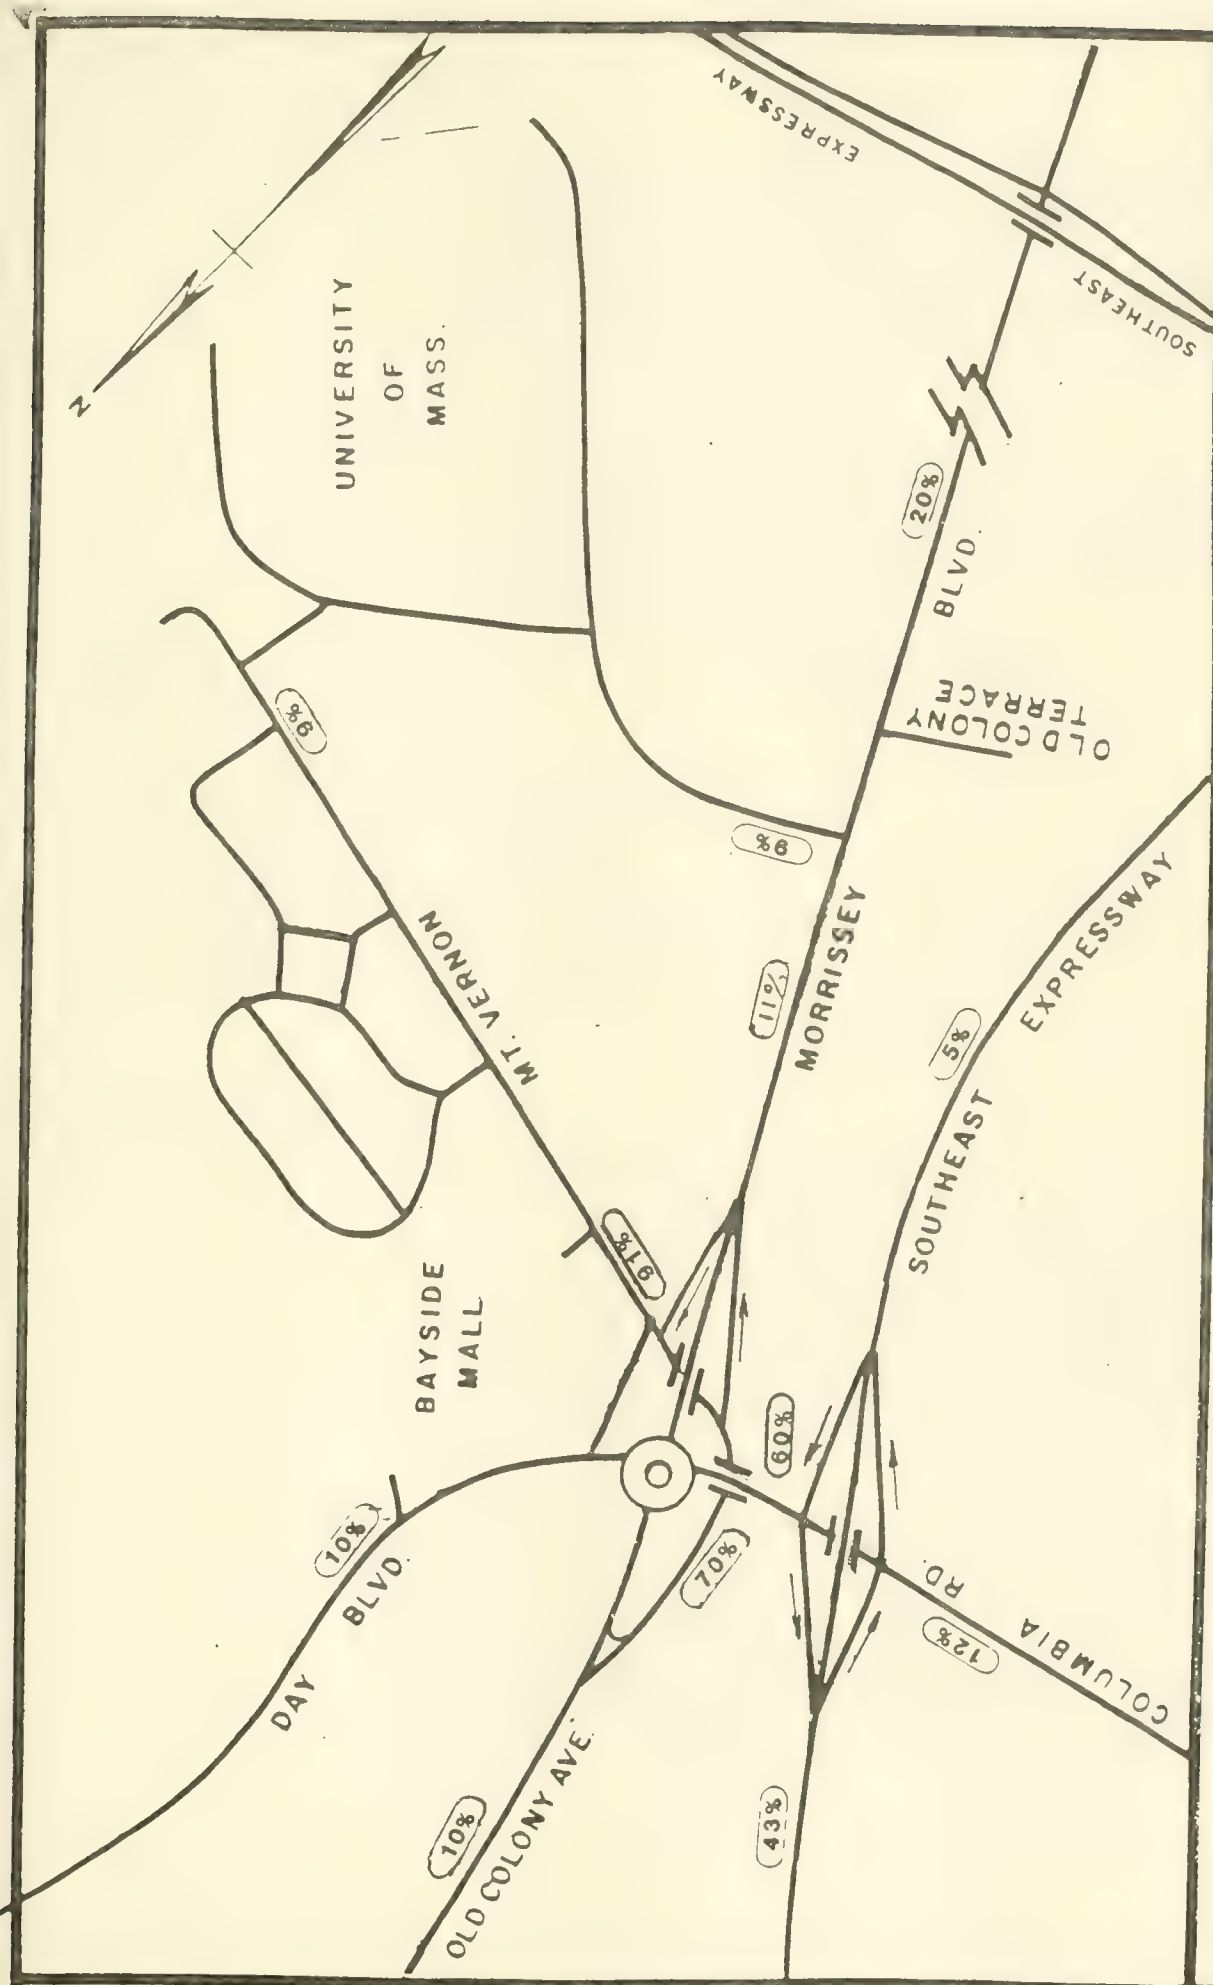 N
EXPRESSWAY
SOUTHEAST
UNIVERSITY
OF
MASS.
20%
BLVD.
OLD COLONY
TERRACE
9%
9%
MT. VERNON
11%
MORRISSEY
5%
SOUTHEAST
EXPRESSWAY
91%
BAYSIDE
MALL
60%
70%
10%
DAY
BLVD.
12%
COLUMBIA
RD.
10%
OLD COLONY AVE.
43%